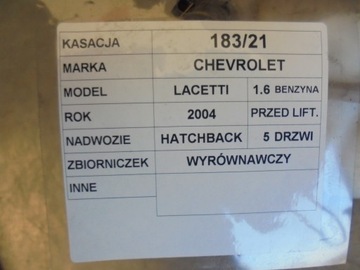 KASACJA 183/21
MARKA CHEVROLET
MODEL LACETTI 1.6 BENZYNA
ROK 2004 PRZED LIFT.
NADWOZIE HATCHBACK 5 DRZWI
ZBIORNICZEK WYRÓWNAWCZY
INNE